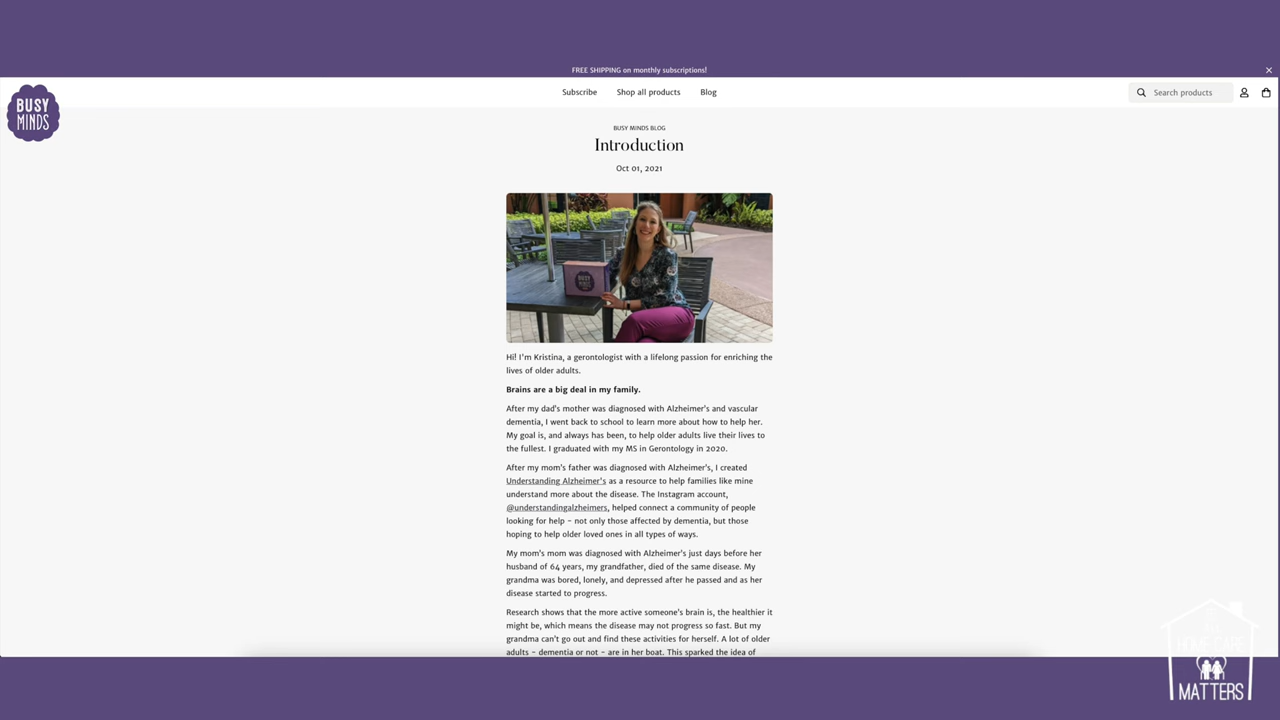 FREE SHIPPING on monthly subscriptions!
BUSY
MINDS
Subscribe
Shop all products
Blog
Search products
BUSY MINDS BLOG
Introduction
Oct 01, 2021
BUSY
MINDS
Hi! I'm Kristina, a gerontologist with a lifelong passion for enriching the
lives of older adults.
Brains are a big deal in my family.
After my dad's mother was diagnosed with Alzheimer's and vascular
dementia, I went back to school to learn more about how to help her.
My goal is, and always has been, to help older adults live their lives to
the fullest. I graduated with my MS in Gerontology in 2020.
After my mom's father was diagnosed with Alzheimer's, I created
Understanding Alzheimer's as a resource to help families like mine
understand more about the disease. The Instagram account,
@understandingalzheimers, helped connect a community of people
looking for help - not only those affected by dementia, but those
hoping to help older loved ones in all types of ways.
My mom's mom was diagnosed with Alzheimer's just days before her
husband of 64 years, my grandfather, died of the same disease. My
grandma was bored, lonely, and depressed after he passed and as her
disease started to progress.
Research shows that the more active someone's brain is, the healthier it
might be, which means the disease may not progress so fast. But my
grandma can't go out and find these activities for herself. A lot of older
adults - dementia or not - are in her boat. This sparked the idea of
HOME CARE
MATTERS